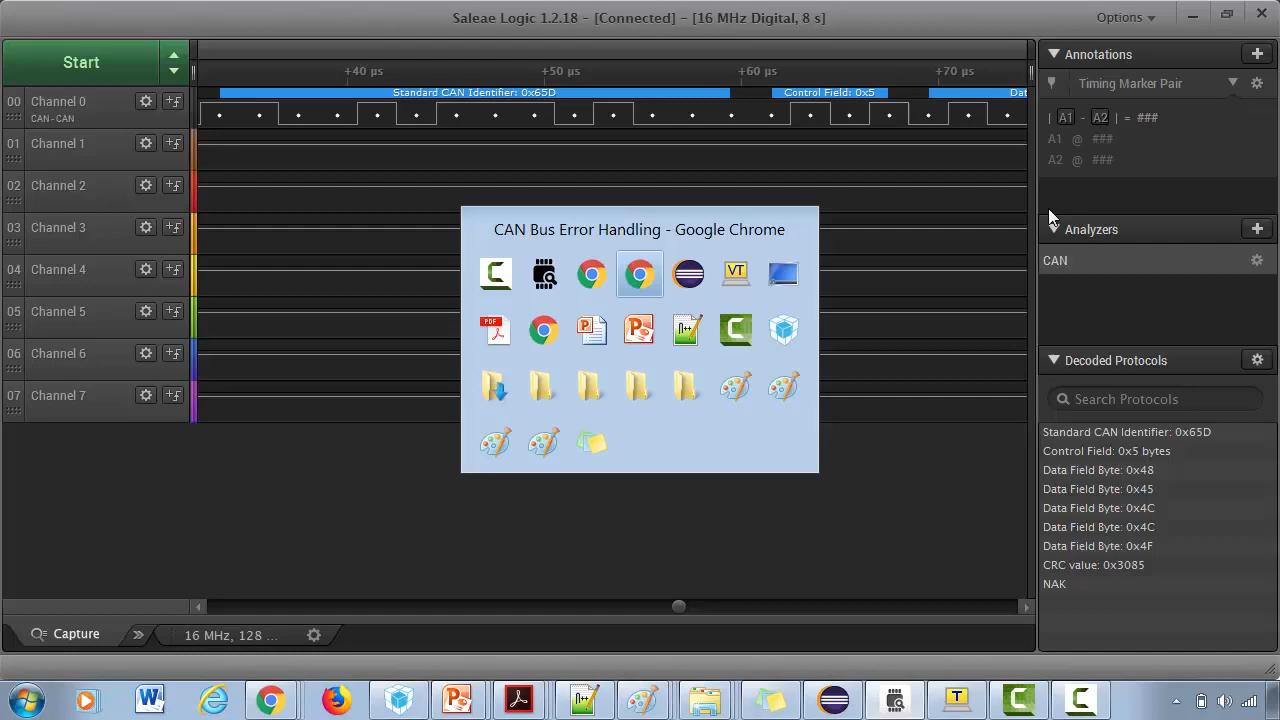 Saleae Logic 1.2.18 - [Connected] - [16 MHz Digital, 8 s]
Options
Start
+40 µs
+50 µs
+60 µs
+70 µs
Annotations
Timing Marker Pair
| A1 - A2 | = ###
A1 @ ###
A2 @ ###
Standard CAN Identifier: 0x65D
Control Field: 0x5
Dat
00 Channel 0
CAN - CAN
01 Channel 1
02 Channel 2
03 Channel 3
04 Channel 4
05 Channel 5
06 Channel 6
07 Channel 7
CAN Bus Error Handling - Google Chrome
VT
PDF
N++
Analyzers
CAN
Decoded Protocols
Search Protocols
Standard CAN Identifier: 0x65D
Control Field: 0x5 bytes
Data Field Byte: 0x48
Data Field Byte: 0x45
Data Field Byte: 0x4C
Data Field Byte: 0x4C
Data Field Byte: 0x4F
CRC value: 0x3085
NAK
Capture
16 MHz, 128 ...